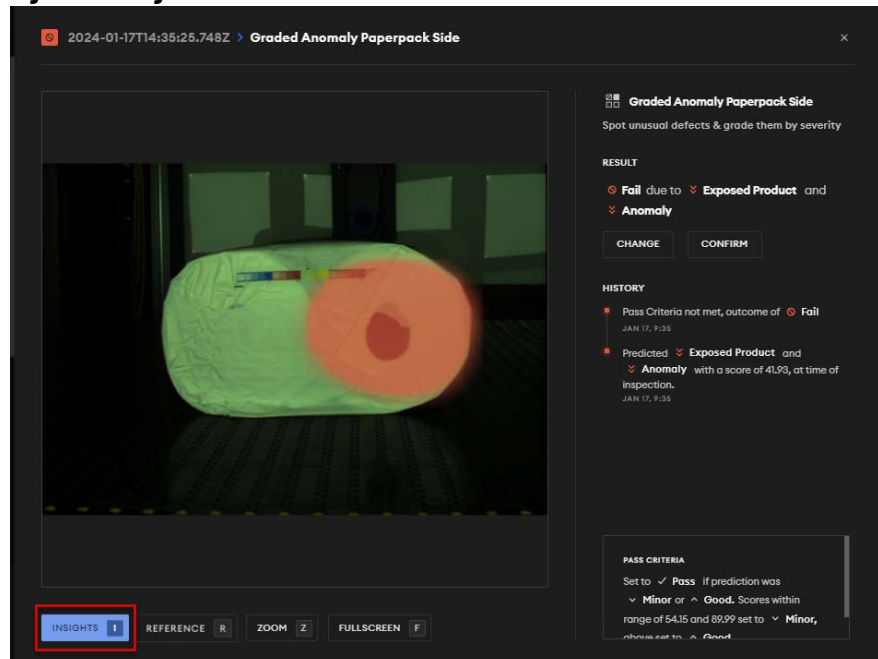 2024-01-17T14:35:25.748Z > Graded Anomaly Paperpack Side
Graded Anomaly Paperpack Side
Spot unusual defects & grade them by severity
RESULT
Fail due to Exposed Product and
Anomaly
CHANGE CONFIRM
HISTORY
Pass Criteria not met, outcome of Fail
JAN 17, 9:35
Predicted Exposed Product and
Anomaly with a score of 41.93, at time of
inspection.
JAN 17, 9:35
PASS CRITERIA
Set to Pass if prediction was
Minor or Good. Scores within
range of 54.15 and 89.99 set to Minor,
above set to Good
INSIGHTS I REFERENCE R ZOOM Z FULLSCREEN F